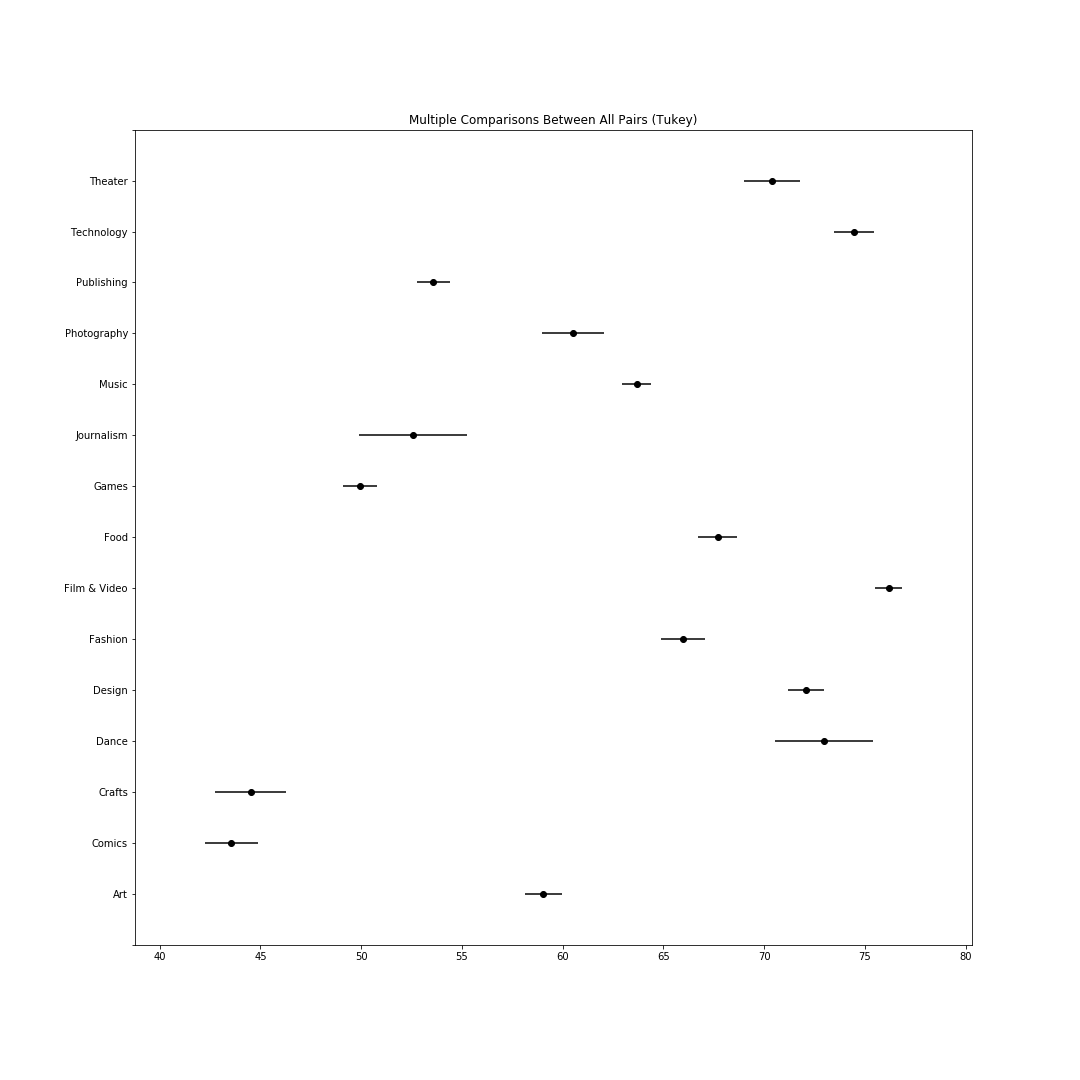 Multiple Comparisons Between All Pairs (Tukey)
Theater
Technology
Publishing
Photography
Music
Journalism
Games
Food
Film & Video
Fashion
Design
Dance
Crafts
Comics
Art
40 45 50 55 60 65 70 75 80